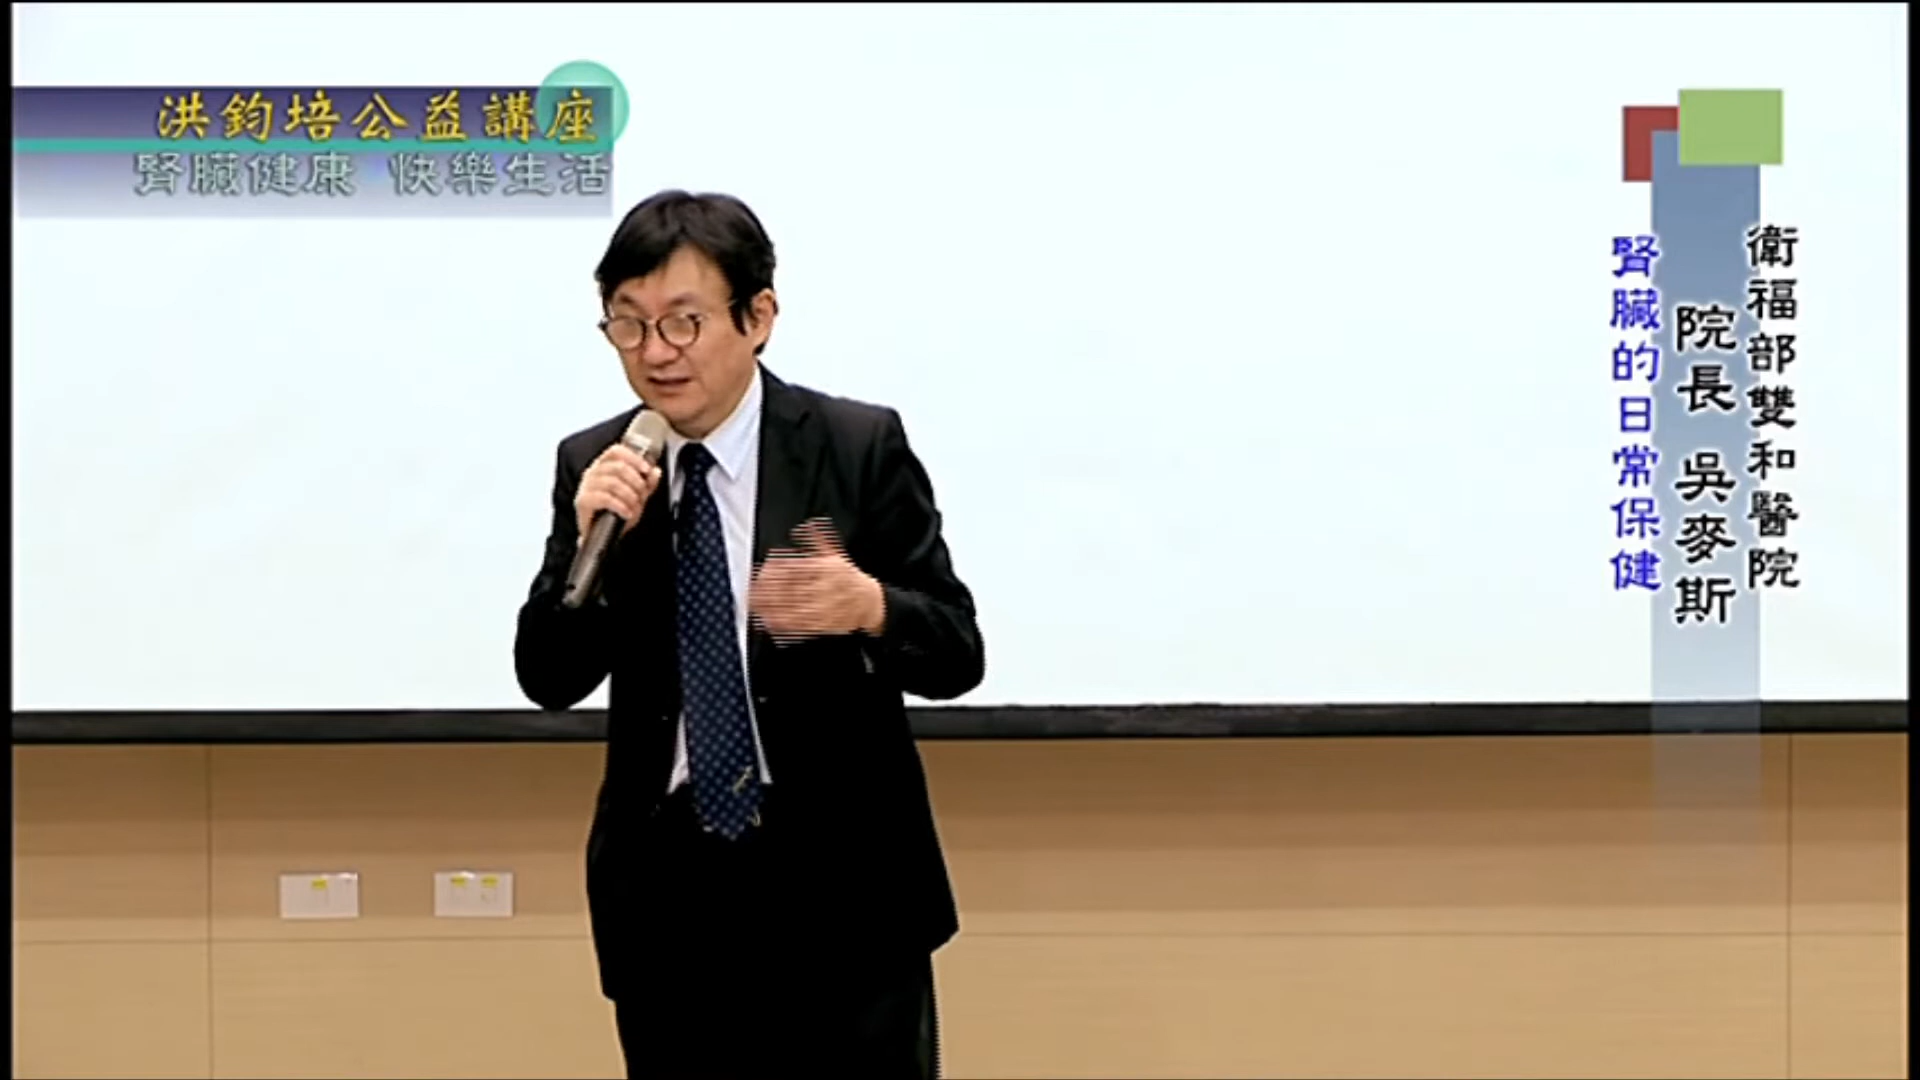 洪鈞培公益講座
腎臟健康 快樂生活
衛福部雙和醫院
院長 吳麥斯
腎臟的日常保健